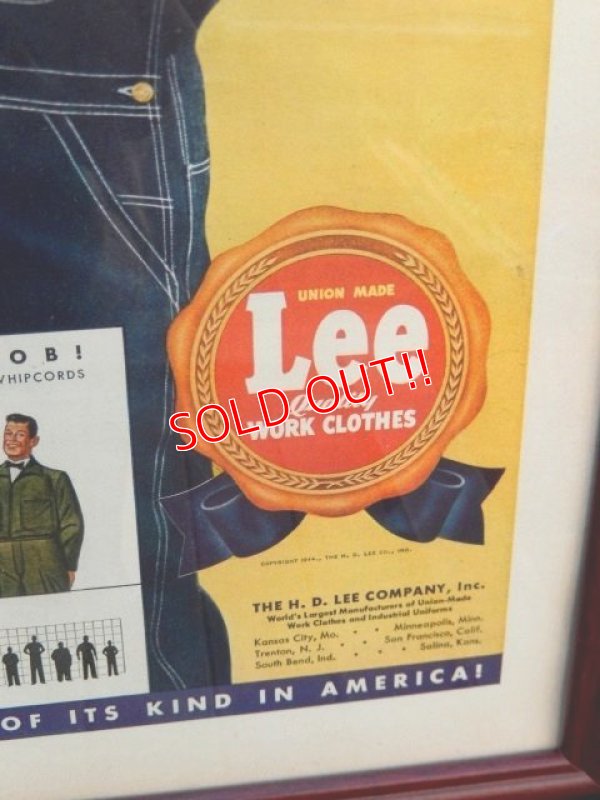 UNION MADE
Lee
Quality
WORK CLOTHES
SOLD OUT!!
OB!
WHIPCORDS
THE H. D. LEE COMPANY, Inc.
World's Largest Manufacturers of Union-Made
Work Clothes and Industrial Uniforms
Kansas City, Mo. • • Minneapolis, Minn.
Trenton, N. J. • • San Francisco, Calif.
South Bend, Ind. • • Salina, Kans.
OF ITS KIND IN AMERICA!